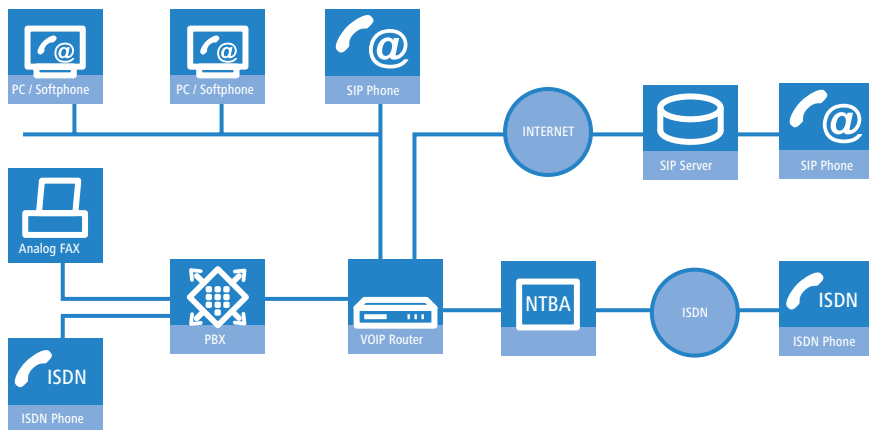 @
PC / Softphone
@
PC / Softphone
@
SIP Phone
INTERNET
SIP Server
@
SIP Phone
Analog FAX
PBX
VOIP Router
NTBA
ISDN
ISDN
ISDN Phone
ISDN
ISDN Phone